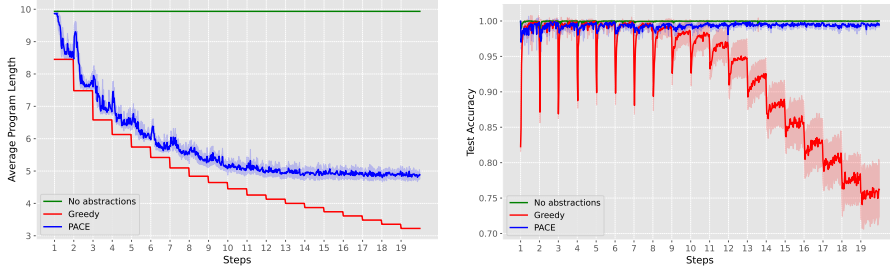 10
9
8
7
6
5
4
3
Average Program Length
1 2 3 4 5 6 7 8 9 10 11 12 13 14 15 16 17 18 19
Steps
No abstractions
Greedy
PACE
1.00
0.95
0.90
0.85
0.80
0.75
0.70
Test Accuracy
1 2 3 4 5 6 7 8 9 10 11 12 13 14 15 16 17 18 19
Steps
No abstractions
Greedy
PACE